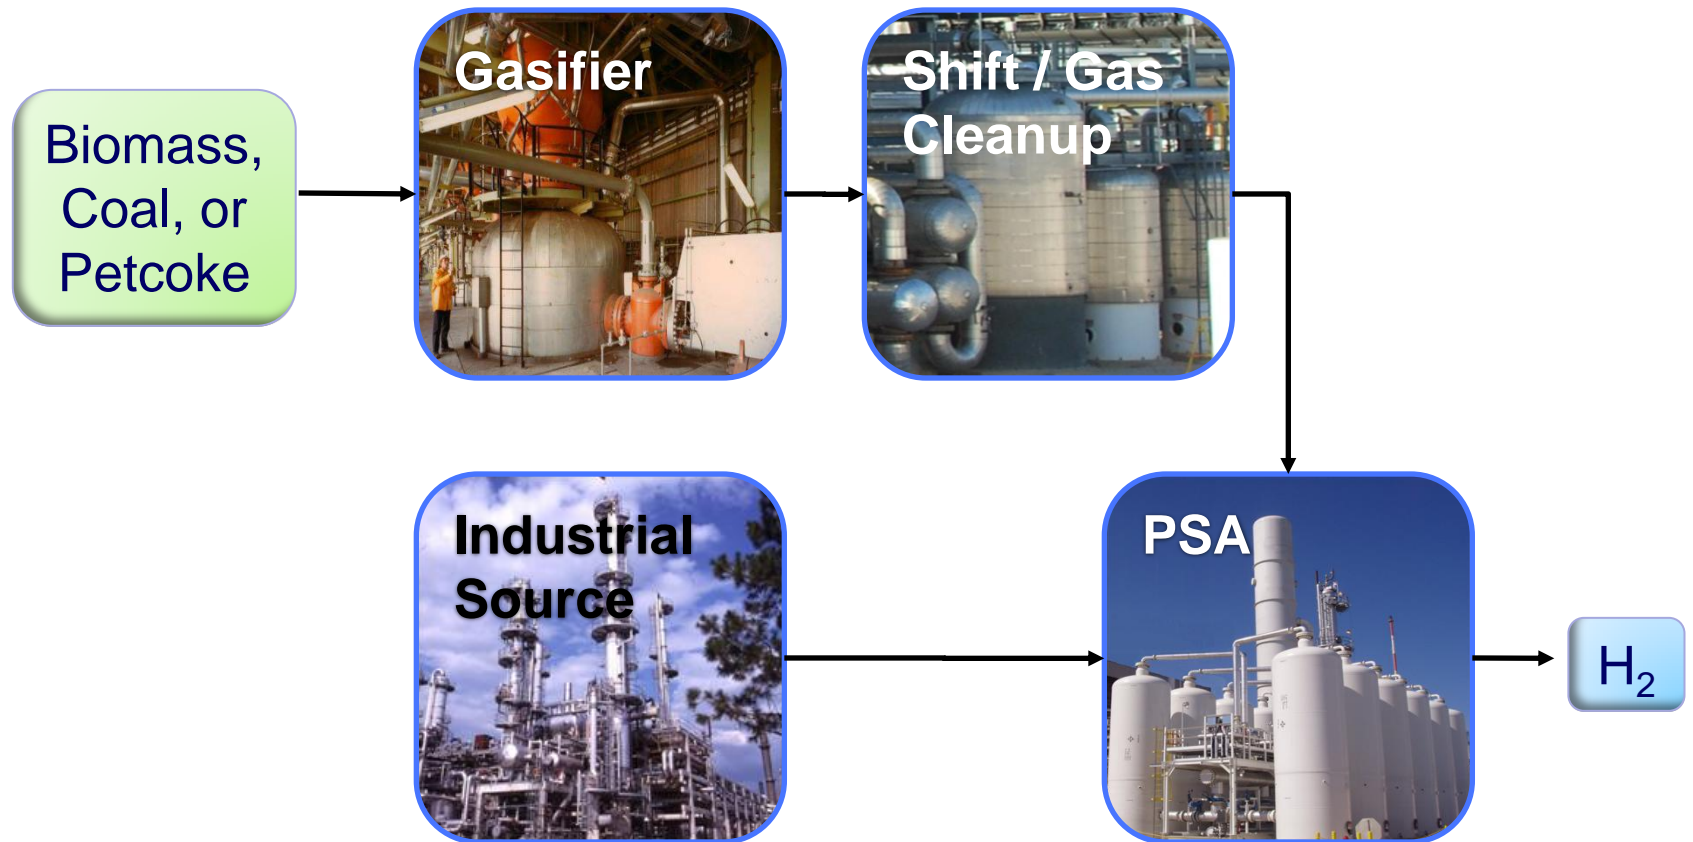 Biomass,
Coal, or
Petcoke
Gasifier
Shift / Gas
Cleanup
Industrial
Source
PSA
H₂